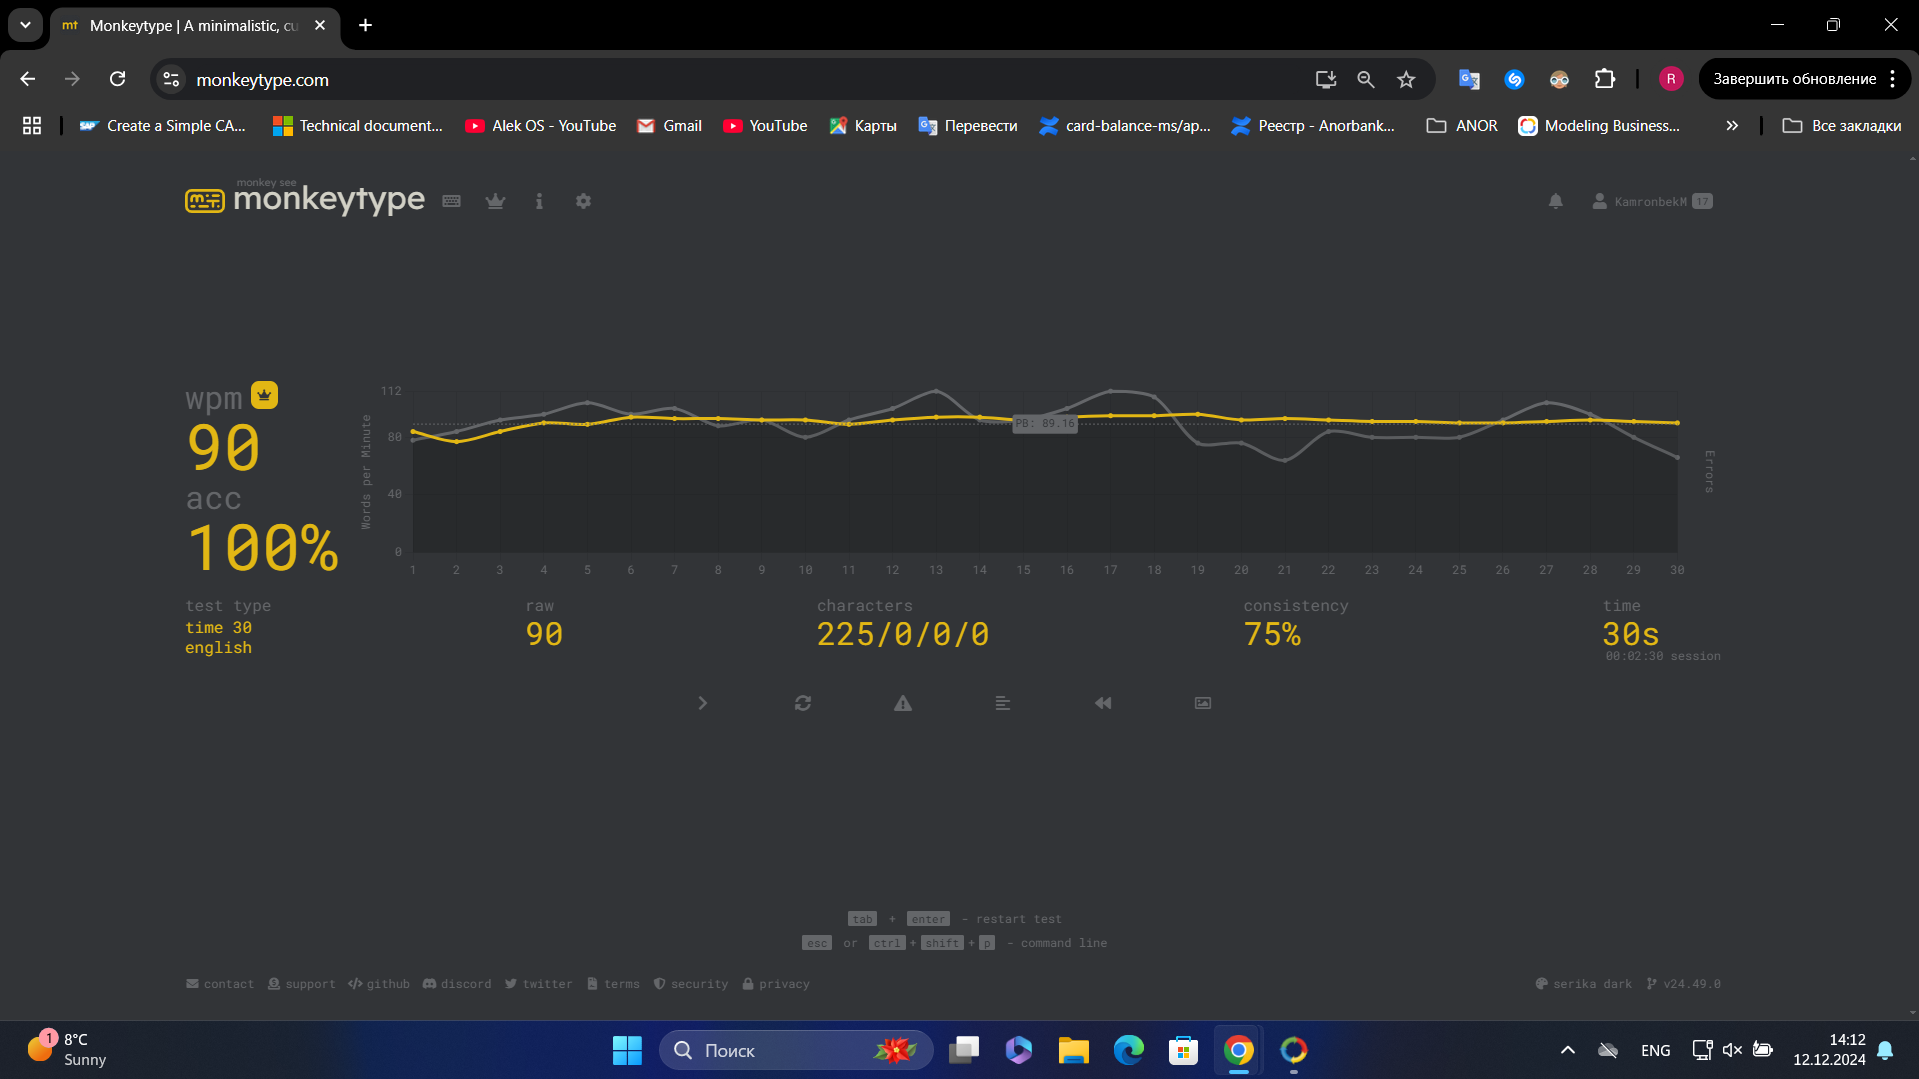 mt Monkeytype | A minimalistic, cu
monkeytype.com
R
Завершить обновление
Create a Simple CA...
Technical document...
Alek OS - YouTube
Gmail
YouTube
Карты
Перевести
card-balance-ms/ap...
Реестр - Anorbank...
ANOR
Modeling Business...
Все закладки
monkey see
monkeytype
KamronbekM 17
wpm
90
acc
100%
Words per Minute
112
80
40
0
PB: 89.16
Errors
1 2 3 4 5 6 7 8 9 10 11 12 13 14 15 16 17 18 19 20 21 22 23 24 25 26 27 28 29 30
test type
time 30
english
raw
90
characters
225/0/0/0
consistency
75%
time
30s
00:02:30 session
tab + enter - restart test
esc or ctrl + shift + p - command line
contact support github discord twitter terms security privacy
serika dark v24.49.0
1
8°C
Sunny
Поиск
ENG
14:12
12.12.2024